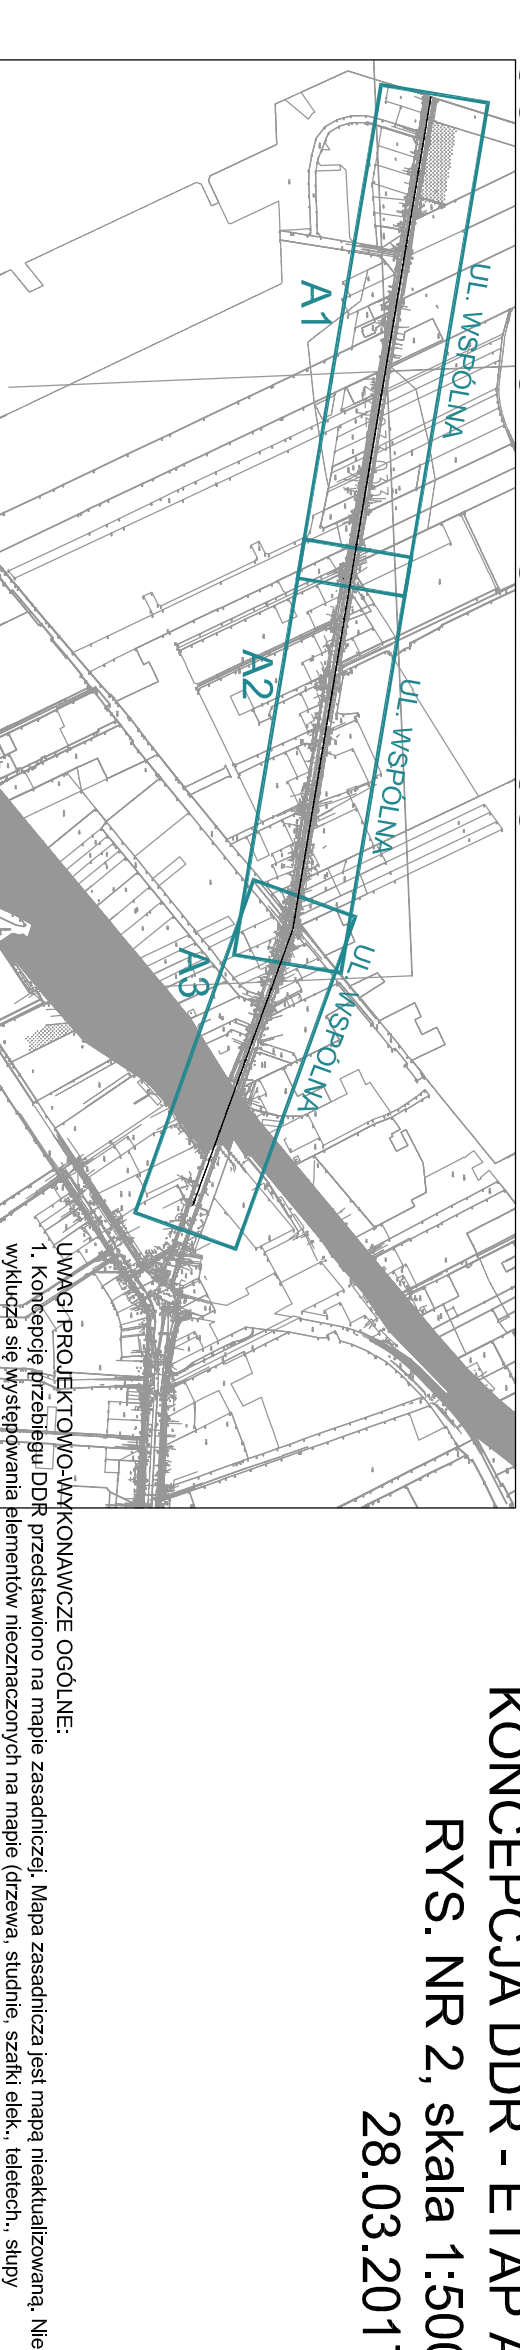 KONCEPCJA DDR - ETAP A
RYS. NR 2, skala 1:500
28.03.201
UL. WSPÓLNA
A1
UL. WSPÓLNA
A2
UL. WSPÓLNA
A3
UWAGI PROJEKTOWO-WYKONAWCZE OGÓLNE:
1. Koncepcję przebiegu DDR przedstawiono na mapie zasadniczej. Mapa zasadnicza jest mapą nieaktualizowaną. Nie
wyklucza się występowania elementów nieoznaczonych na mapie (drzewa, studnie, szafki elek., teletech., słupy